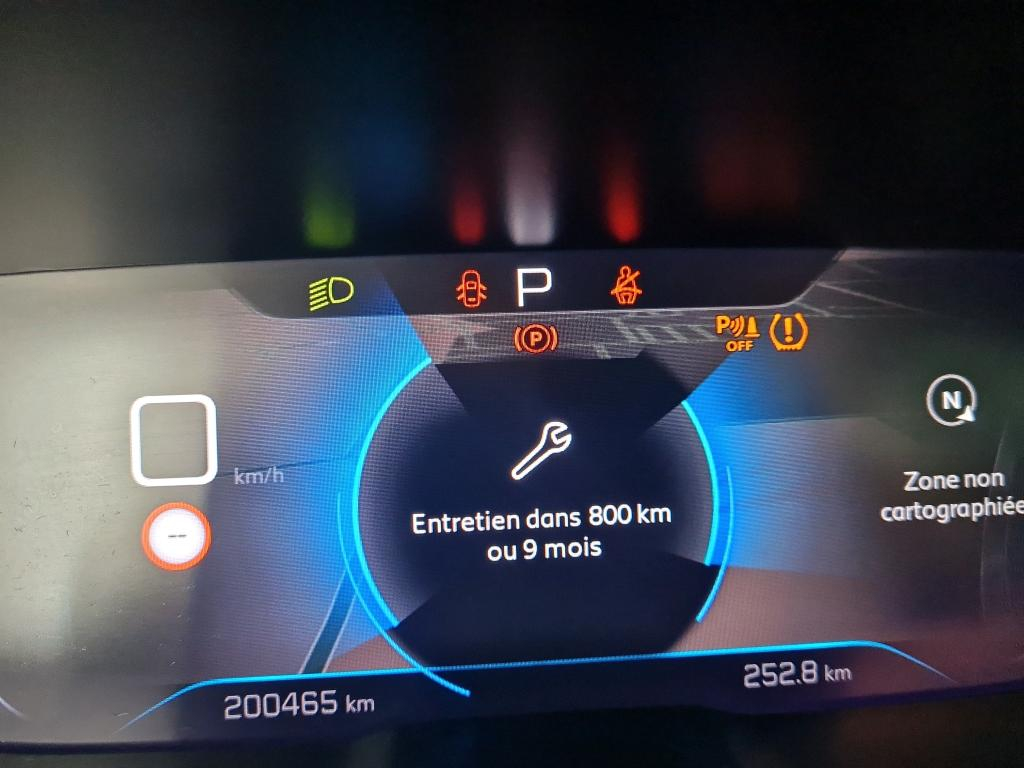 P
P
P OFF
N
km/h
Zone non
cartographiée
--
Entretien dans 800 km
ou 9 mois
252.8 km
200465 km